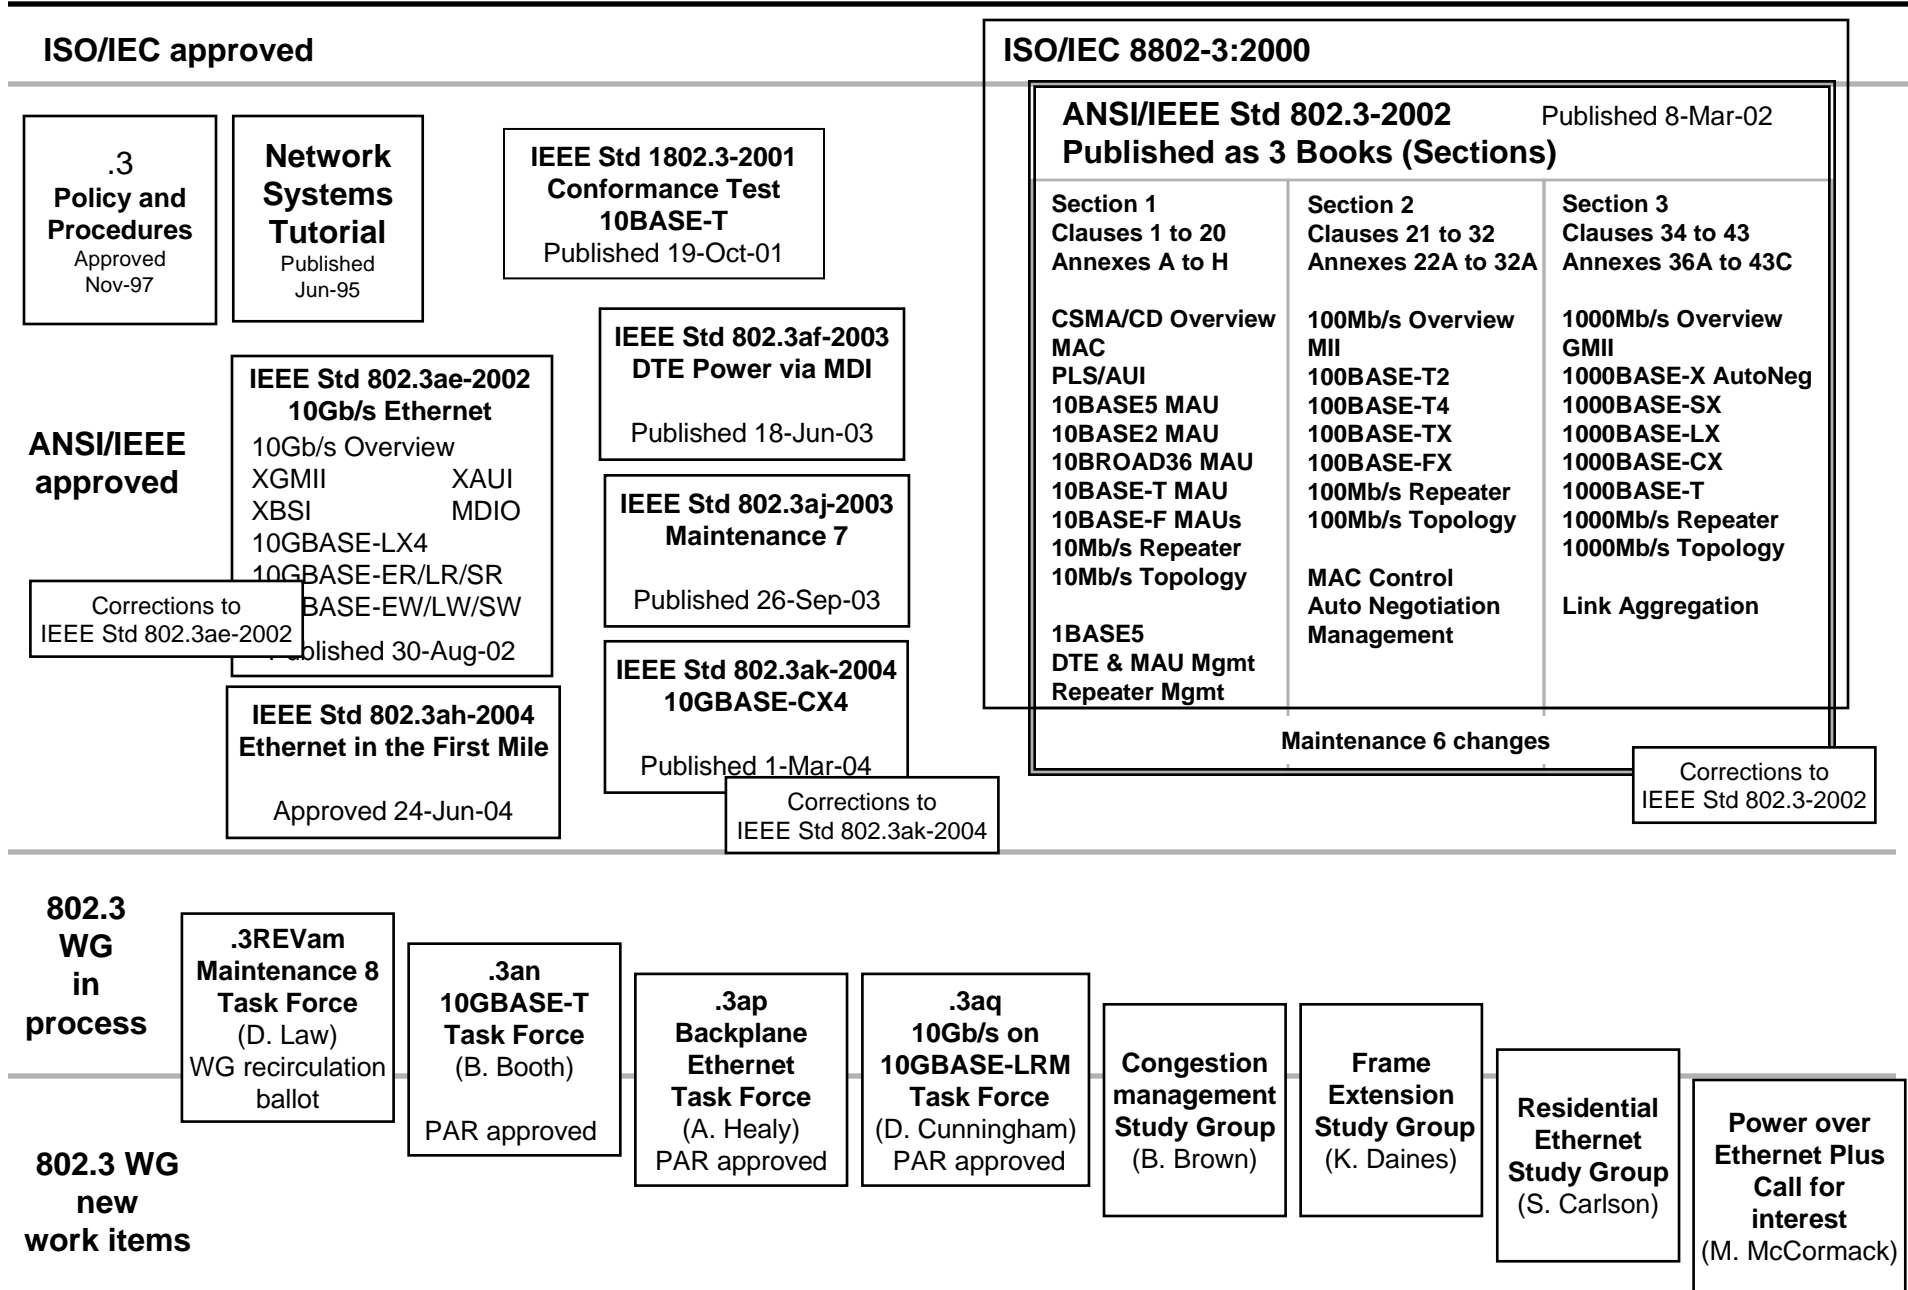 ISO/IEC approved
ISO/IEC 8802-3:2000
.3
Policy and
Procedures
Approved
Nov-97
Network
Systems
Tutorial
Published
Jun-95
IEEE Std 1802.3-2001
Conformance Test
10BASE-T
Published 19-Oct-01
ANSI/IEEE Std 802.3-2002 Published 8-Mar-02
Published as 3 Books (Sections)
Section 1
Clauses 1 to 20
Annexes A to H
CSMA/CD Overview
MAC
PLS/AUI
10BASE5 MAU
10BASE2 MAU
10BROAD36 MAU
10BASE-T MAU
10BASE-F MAUs
10Mb/s Repeater
10Mb/s Topology
1BASE5
DTE & MAU Mgmt
Repeater Mgmt
Section 2
Clauses 21 to 32
Annexes 22A to 32A
100Mb/s Overview
MII
100BASE-T2
100BASE-T4
100BASE-TX
100BASE-FX
100Mb/s Repeater
100Mb/s Topology
MAC Control
Auto Negotiation
Management
Section 3
Clauses 34 to 43
Annexes 36A to 43C
1000Mb/s Overview
GMII
1000BASE-X AutoNeg
1000BASE-SX
1000BASE-LX
1000BASE-CX
1000BASE-T
1000Mb/s Repeater
1000Mb/s Topology
Link Aggregation
Maintenance 6 changes
Corrections to
IEEE Std 802.3-2002
ANSI/IEEE
approved
IEEE Std 802.3ae-2002
10Gb/s Ethernet
10Gb/s Overview
XGMII XAUI
XBSI MDIO
10GBASE-LX4
10GBASE-ER/LR/SR
BASE-EW/LW/SW
Published 30-Aug-02
Corrections to
IEEE Std 802.3ae-2002
IEEE Std 802.3ah-2004
Ethernet in the First Mile
Approved 24-Jun-04
IEEE Std 802.3af-2003
DTE Power via MDI
Published 18-Jun-03
IEEE Std 802.3aj-2003
Maintenance 7
Published 26-Sep-03
IEEE Std 802.3ak-2004
10GBASE-CX4
Published 1-Mar-04
Corrections to
IEEE Std 802.3ak-2004
802.3
WG
in
process
802.3 WG
new
work items
.3REVam
Maintenance 8
Task Force
(D. Law)
WG recirculation
ballot
.3an
10GBASE-T
Task Force
(B. Booth)
PAR approved
.3ap
Backplane
Ethernet
Task Force
(A. Healy)
PAR approved
.3aq
10Gb/s on
10GBASE-LRM
Task Force
(D. Cunningham)
PAR approved
Congestion
management
Study Group
(B. Brown)
Frame
Extension
Study Group
(K. Daines)
Residential
Ethernet
Study Group
(S. Carlson)
Power over
Ethernet Plus
Call for
interest
(M. McCormack)